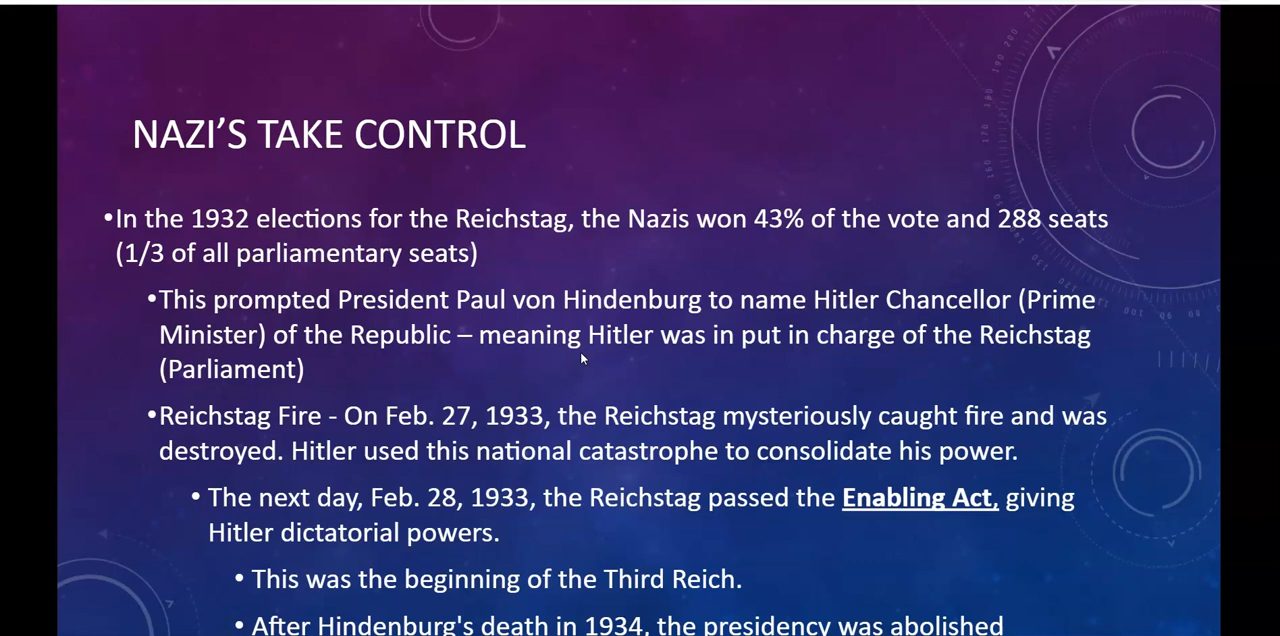 NAZI'S TAKE CONTROL
•In the 1932 elections for the Reichstag, the Nazis won 43% of the vote and 288 seats
(1/3 of all parliamentary seats)
•This prompted President Paul von Hindenburg to name Hitler Chancellor (Prime
Minister) of the Republic – meaning Hitler was in put in charge of the Reichstag
(Parliament)
•Reichstag Fire - On Feb. 27, 1933, the Reichstag mysteriously caught fire and was
destroyed. Hitler used this national catastrophe to consolidate his power.
• The next day, Feb. 28, 1933, the Reichstag passed the Enabling Act, giving
Hitler dictatorial powers.
• This was the beginning of the Third Reich.
• After Hindenburg's death in 1934, the presidency was abolished